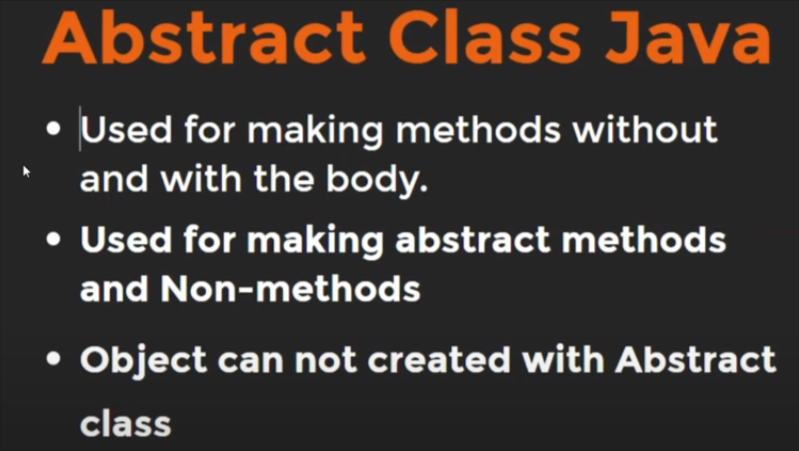 Abstract Class Java
• Used for making methods without
and with the body.
• Used for making abstract methods
and Non-methods
• Object can not created with Abstract
class